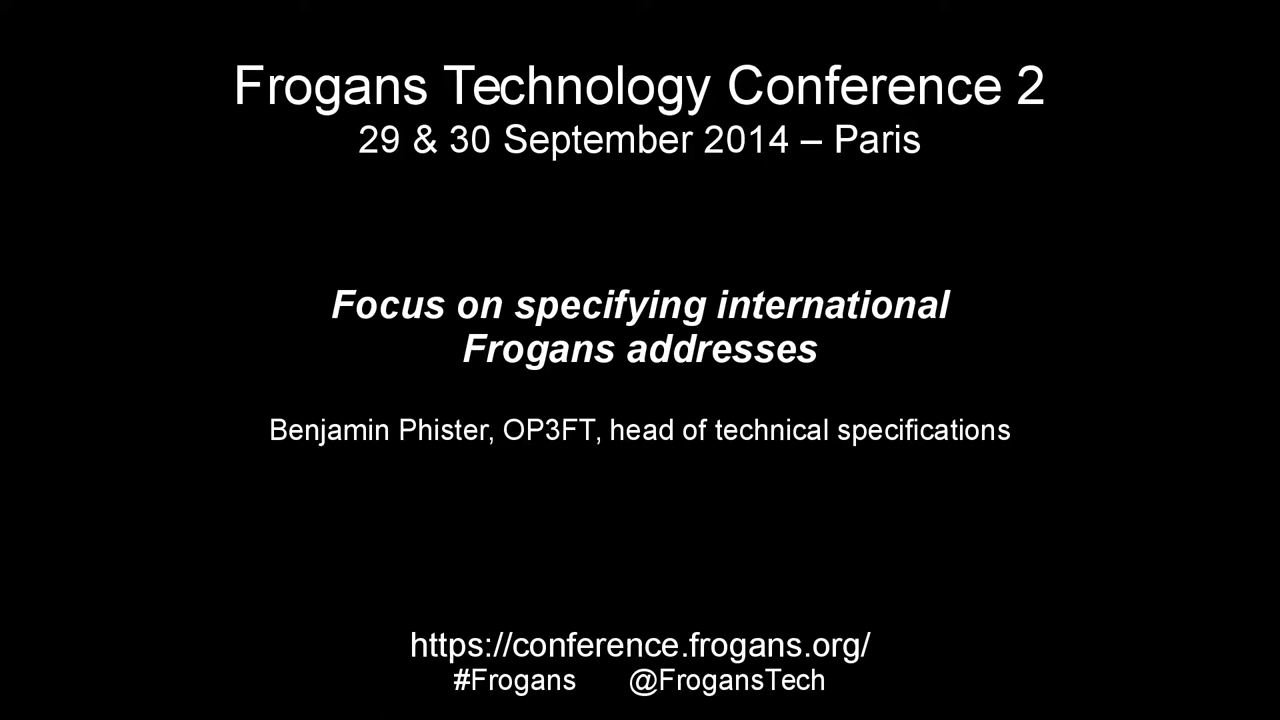 Frogans Technology Conference 2
29 & 30 September 2014 – Paris
Focus on specifying international
Frogans addresses
Benjamin Phister, OP3FT, head of technical specifications
https://conference.frogans.org/
#Frogans @FrogansTech